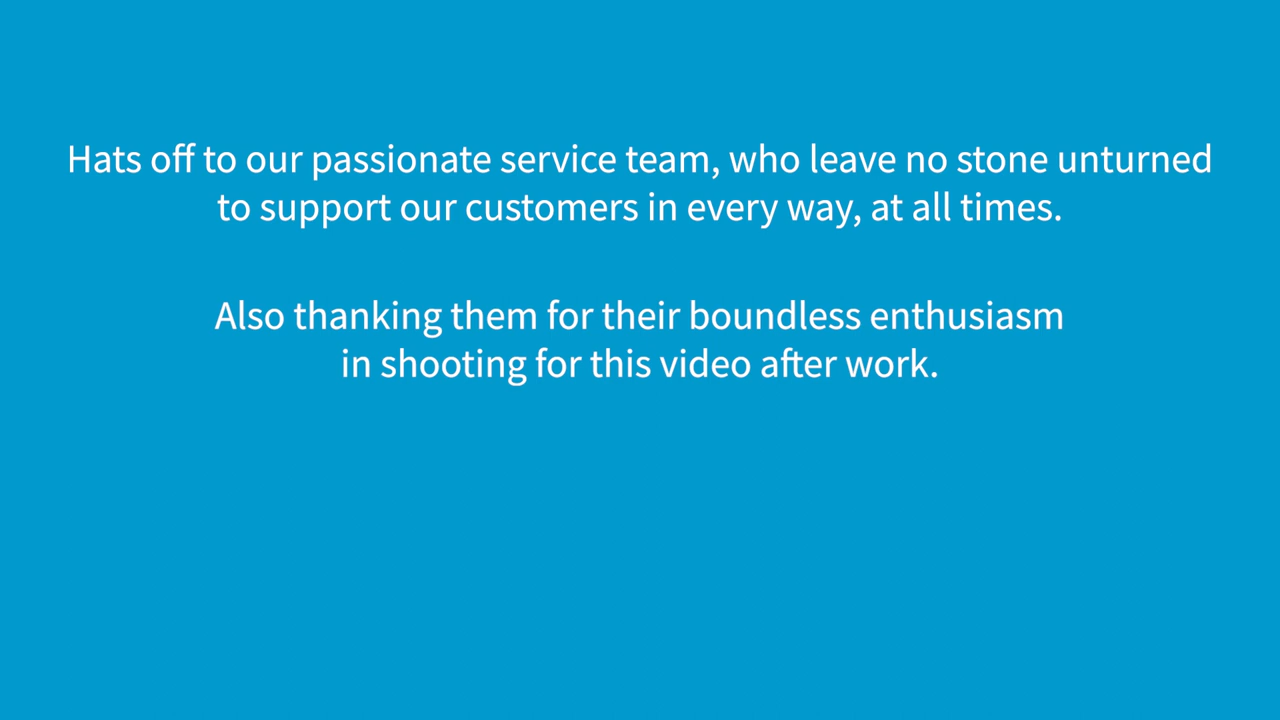 Hats off to our passionate service team, who leave no stone unturned
to support our customers in every way, at all times.
Also thanking them for their boundless enthusiasm
in shooting for this video after work.